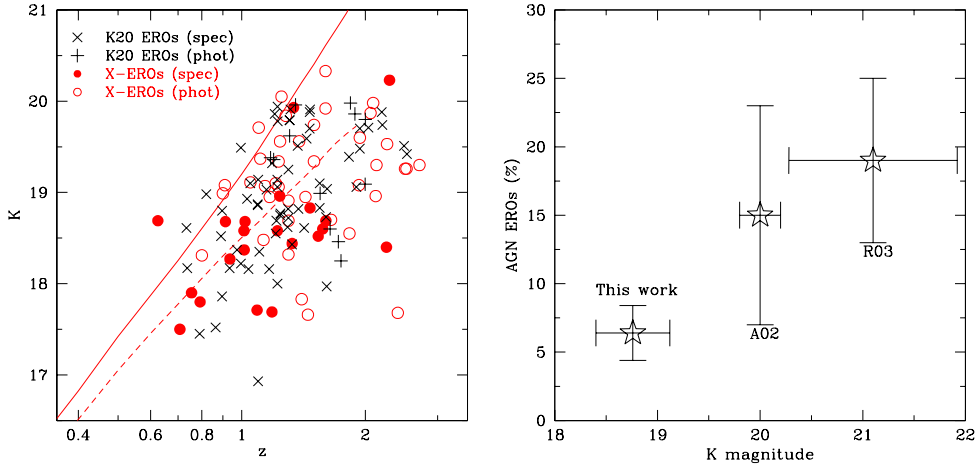 21
20
19
18
17
K
K20 EROs (spec)
K20 EROs (phot)
X-EROs (spec)
X-EROs (phot)
0.4
0.6
0.8
1
2
z
30
25
20
15
10
5
0
AGN EROs (%)
This work
A02
R03
18
19
20
21
22
K magnitude